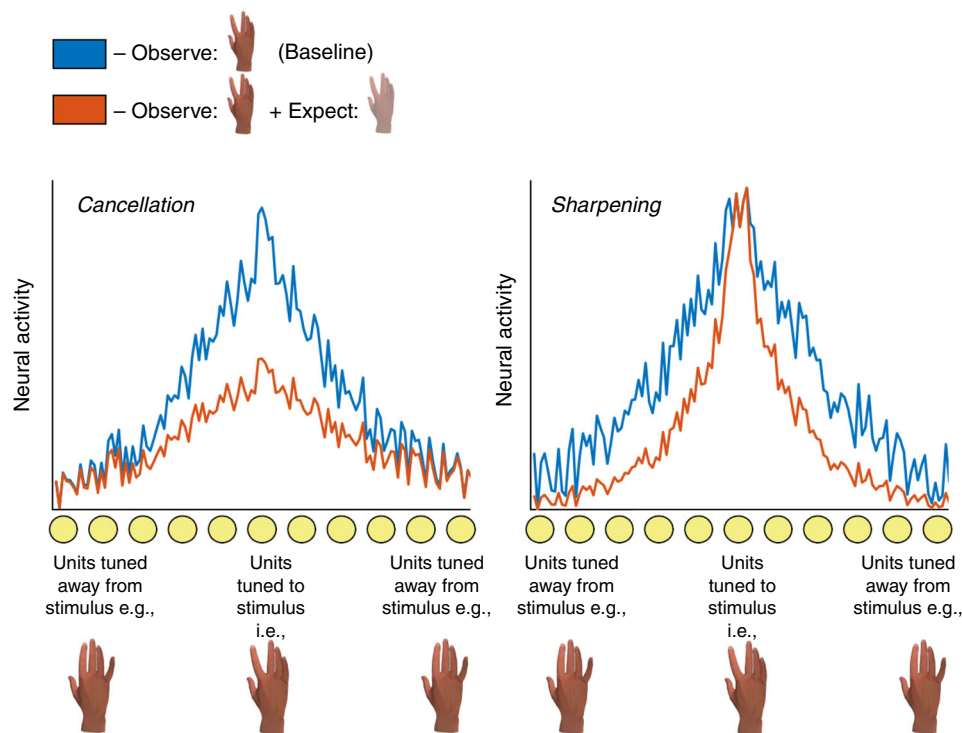 – Observe: (Baseline)
– Observe: + Expect:
Cancellation
Neural activity
Units tuned
away from
stimulus e.g.,
Units
tuned to
stimulus
i.e.,
Units tuned
away from
stimulus e.g.,
Sharpening
Neural activity
Units tuned
away from
stimulus e.g.,
Units
tuned to
stimulus
i.e.,
Units tuned
away from
stimulus e.g.,